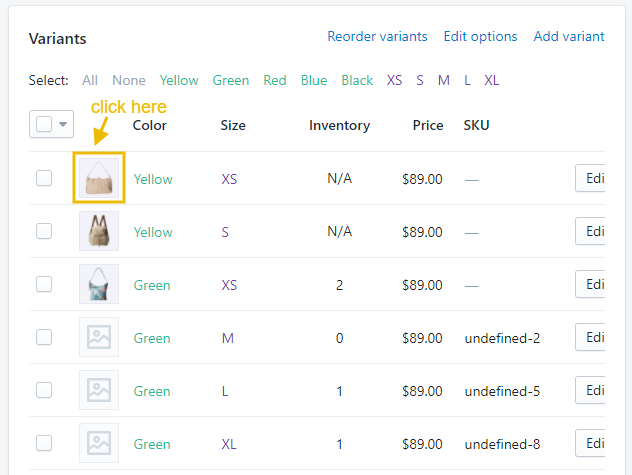 Variants Reorder variants Edit options Add variant
Select: All None Yellow Green Red Blue Black XS S M L XL
click here
Color Size Inventory Price SKU
Yellow XS N/A $89.00 — Edi
Yellow S N/A $89.00 — Edi
Green XS 2 $89.00 — Edi
Green M 0 $89.00 undefined-2 Edi
Green L 1 $89.00 undefined-5 Edi
Green XL 1 $89.00 undefined-8 Edi